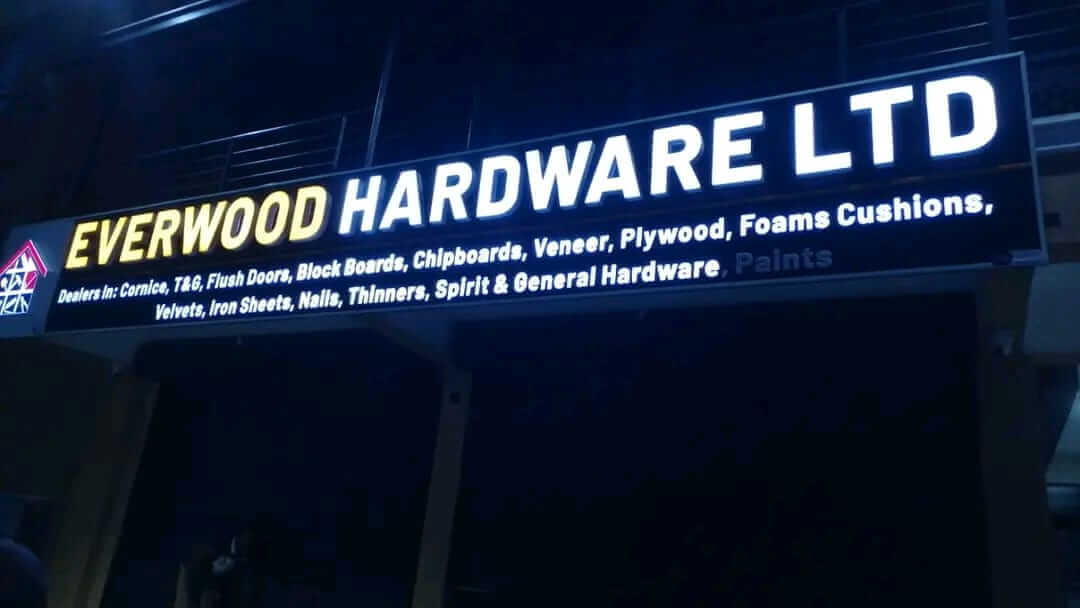 EVERWOOD HARDWARE LTD
Dealers in: Cornice, T&G, Flush Doors, Block Boards, Chipboards, Veneer, Plywood, Foams Cushions,
Velvets, Iron Sheets, Nails, Thinners, Spirit & General Hardware, Paints